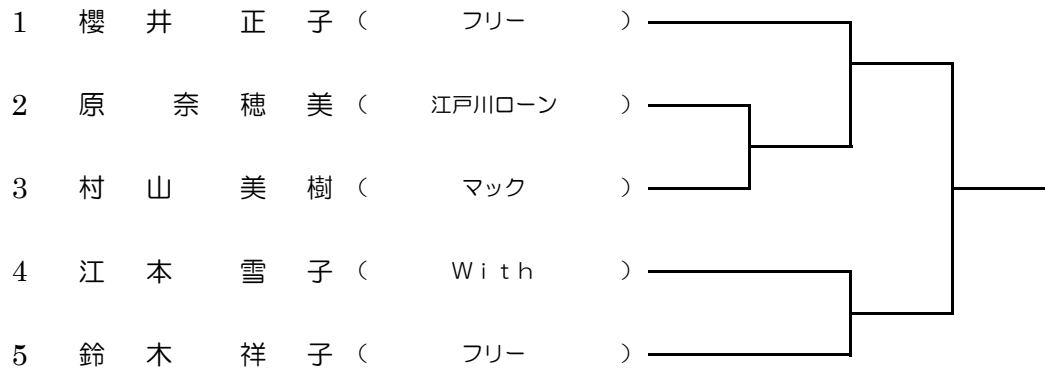 1 櫻井 正子 （ フリー ）
2 原 奈穂美 （ 江戸川ローン ）
3 村山 美樹 （ マック ）
4 江本 雪子 （ Ｗｉｔｈ ）
5 鈴木 祥子 （ フリー ）